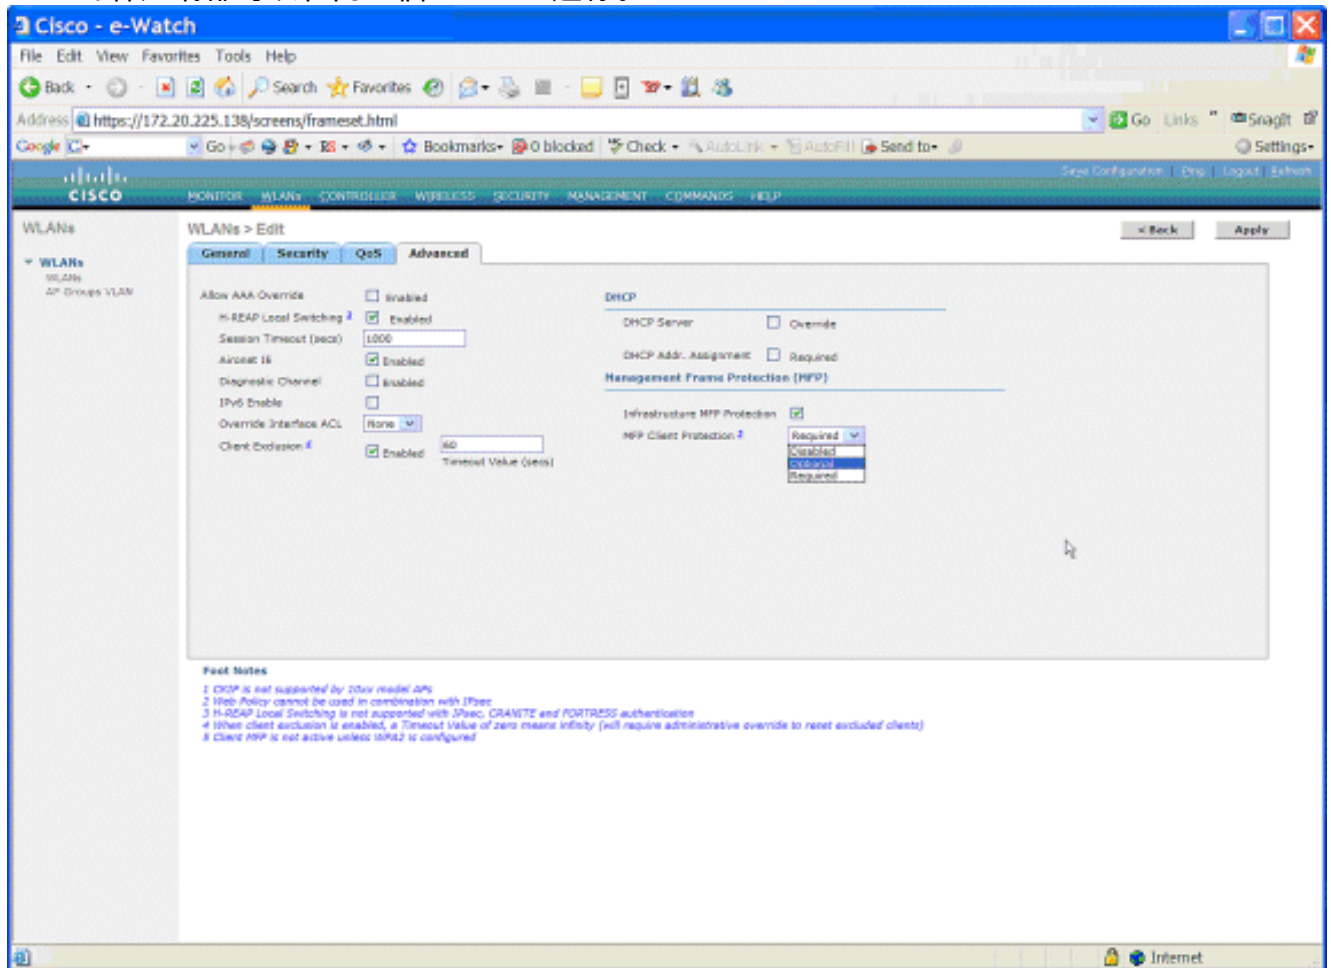 Cisco - e-Watch
File Edit View Favorites Tools Help
Back Search Favorites
Address https://172.20.225.138/screens/frameset.html Go Links " SnagIt
Google Go Bookmarks 0 blocked Check AutoLink AutoFill Send to Settings
Save Configuration | Ping | Logout | Refresh
CISCO
MONITOR WLANs CONTROLLER WIRELESS SECURITY MANAGEMENT COMMANDS HELP
WLANs
WLANs > Edit
< Back Apply
General Security QoS Advanced
WLANs
WLANs
AP Groups VLAN
Allow AAA Override Enabled
H-REAP Local Switching Enabled
Session Timeout (secs) 1000
Aironet IE Enabled
Diagnostic Channel Enabled
IPv6 Enable
Override Interface ACL None
Client Exclusion 4 Enabled 60
Timeout Value (secs)
DHCP
DHCP Server Override
DHCP Addr. Assignment Required
Management Frame Protection (MFP)
Infrastructure MFP Protection
MFP Client Protection Required
Disabled
Optional
Required
Foot Notes
1 CKIP is not supported by 10xx model APs
2 Web Policy cannot be used in combination with IPsec
3 H-REAP Local Switching is not supported with IPsec, CRANITE and FORTRESS authentication
4 When client exclusion is enabled, a Timeout Value of zero means infinity (will require administrative override to reset excluded clients)
5 Client MFP is not active unless WPA2 is configured
Internet